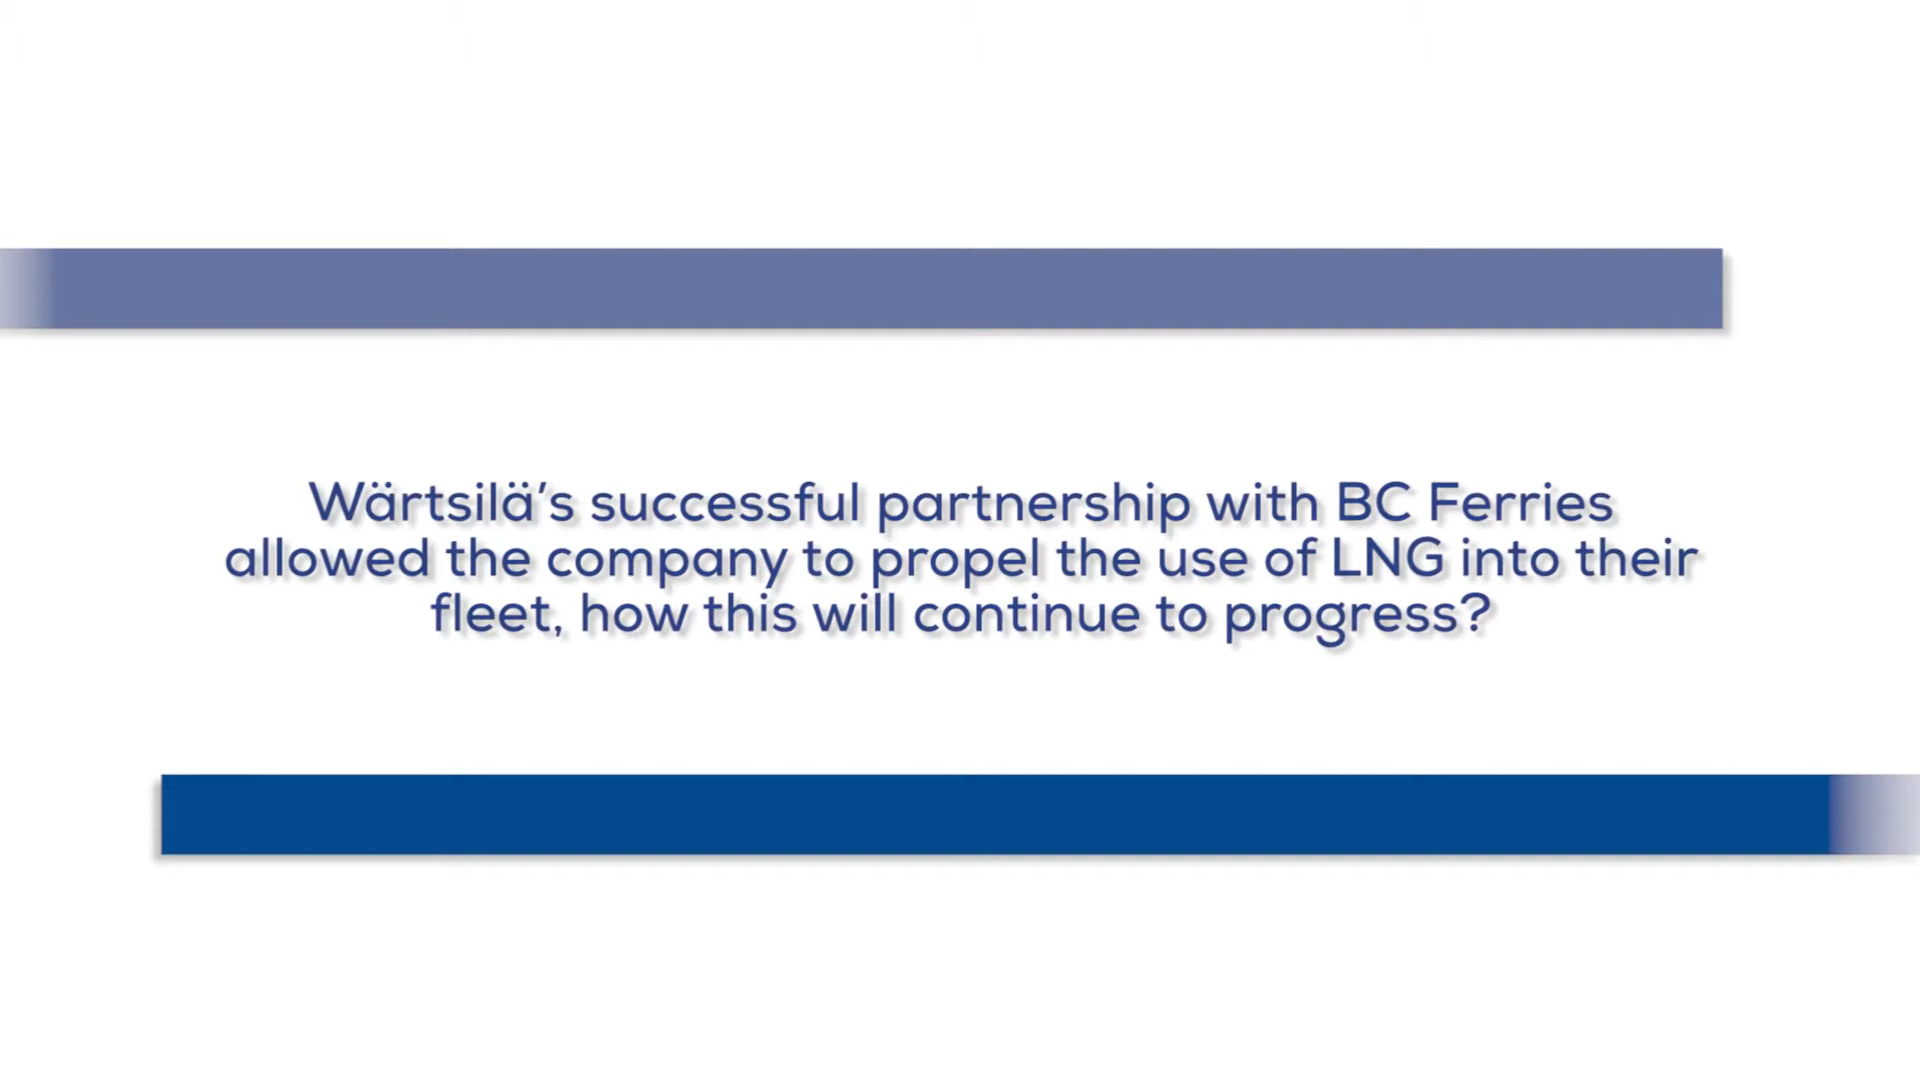 Wärtsilä’s successful partnership with BC Ferries
allowed the company to propel the use of LNG into their
fleet, how this will continue to progress?